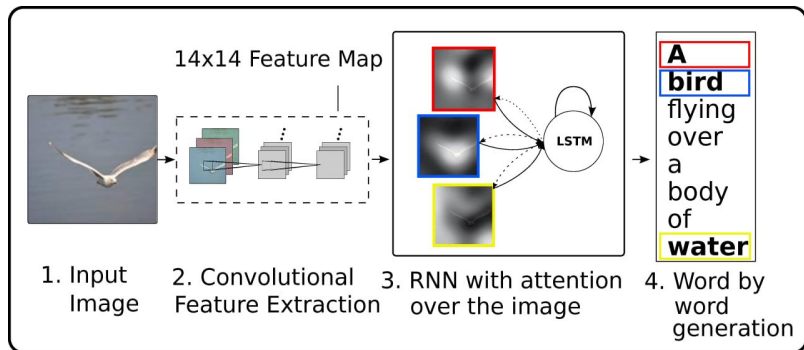 14x14 Feature Map
LSTM
A
bird
flying
over
a
body
of
water
1. Input
Image
2. Convolutional
Feature Extraction
3. RNN with attention
over the image
4. Word by
word
generation